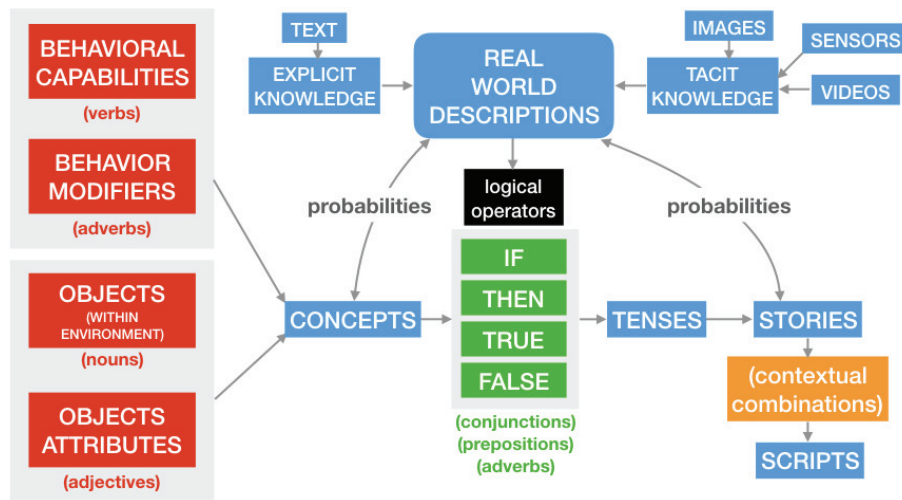 BEHAVIORAL
CAPABILITIES
(verbs)
BEHAVIOR
MODIFIERS
(adverbs)
OBJECTS
(WITHIN
ENVIRONMENT)
(nouns)
OBJECTS
ATTRIBUTES
(adjectives)
TEXT
EXPLICIT
KNOWLEDGE
REAL
WORLD
DESCRIPTIONS
IMAGES
SENSORS
TACIT
KNOWLEDGE
VIDEOS
probabilities
logical
operators
probabilities
CONCEPTS
IF
THEN
TRUE
FALSE
(conjunctions)
(prepositions)
(adverbs)
TENSES
STORIES
(contextual
combinations)
SCRIPTS